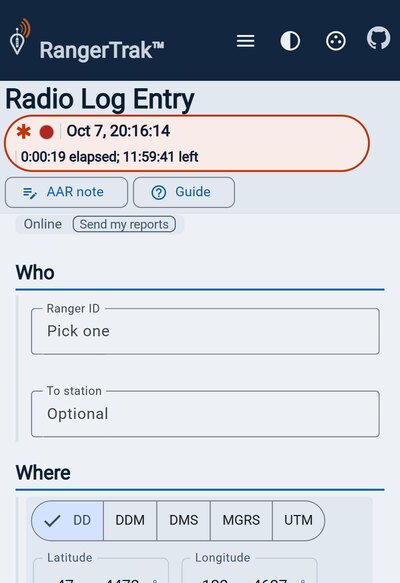 RangerTrak™
Radio Log Entry
Oct 7, 20:16:14
0:00:19 elapsed; 11:59:41 left
AAR note
Guide
Online Send my reports
Who
Ranger ID
Pick one
To station
Optional
Where
DD DDM DMS MGRS UTM
Latitude Longitude